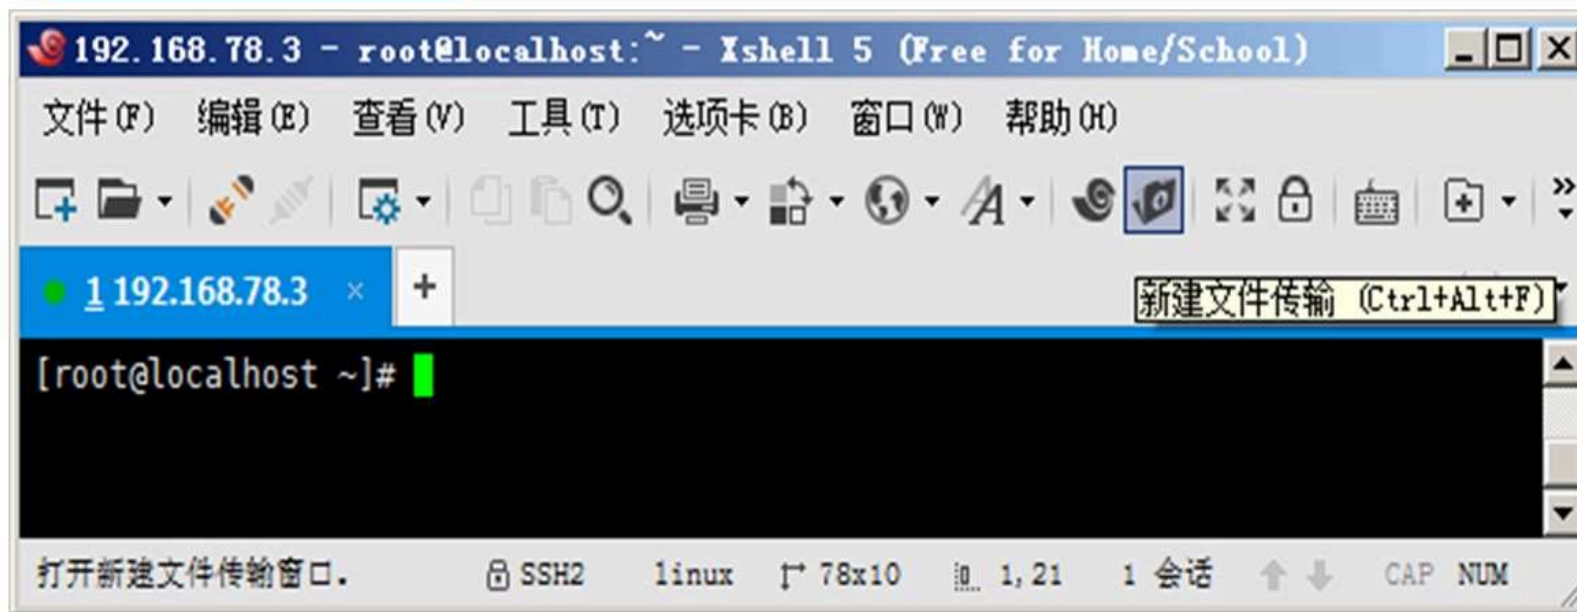 192.168.78.3 - root@localhost:~ - Xshell 5 (Free for Home/School)
文件(F) 编辑(E) 查看(V) 工具(T) 选项卡(B) 窗口(W) 帮助(H)
1 192.168.78.3 × +
新建文件传输 (Ctrl+Alt+F)
[root@localhost ~]#
打开新建文件传输窗口. SSH2 linux 78x10 1,21 1 会话 CAP NUM